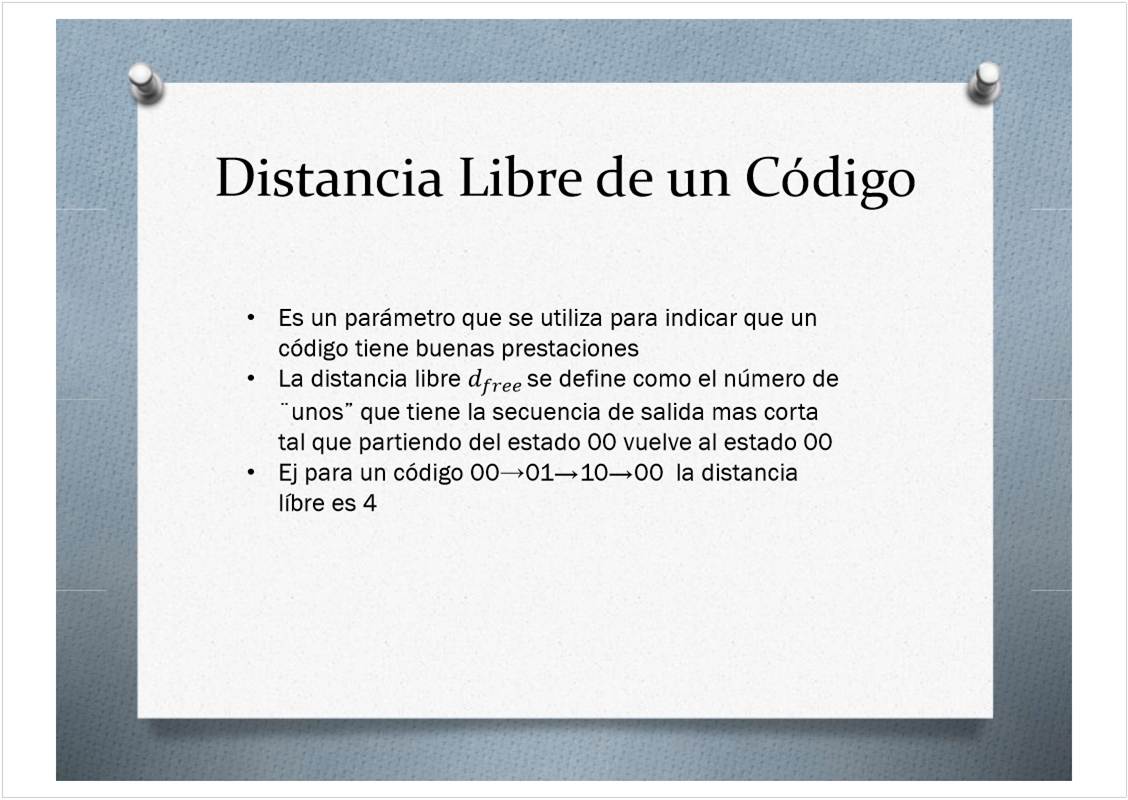 Distancia Libre de un Código
• Es un parámetro que se utiliza para indicar que un
código tiene buenas prestaciones
• La distancia libre d_free se define como el número de
¨unos” que tiene la secuencia de salida mas corta
tal que partiendo del estado 00 vuelve al estado 00
• Ej para un código 00→01→10→00 la distancia
líbre es 4